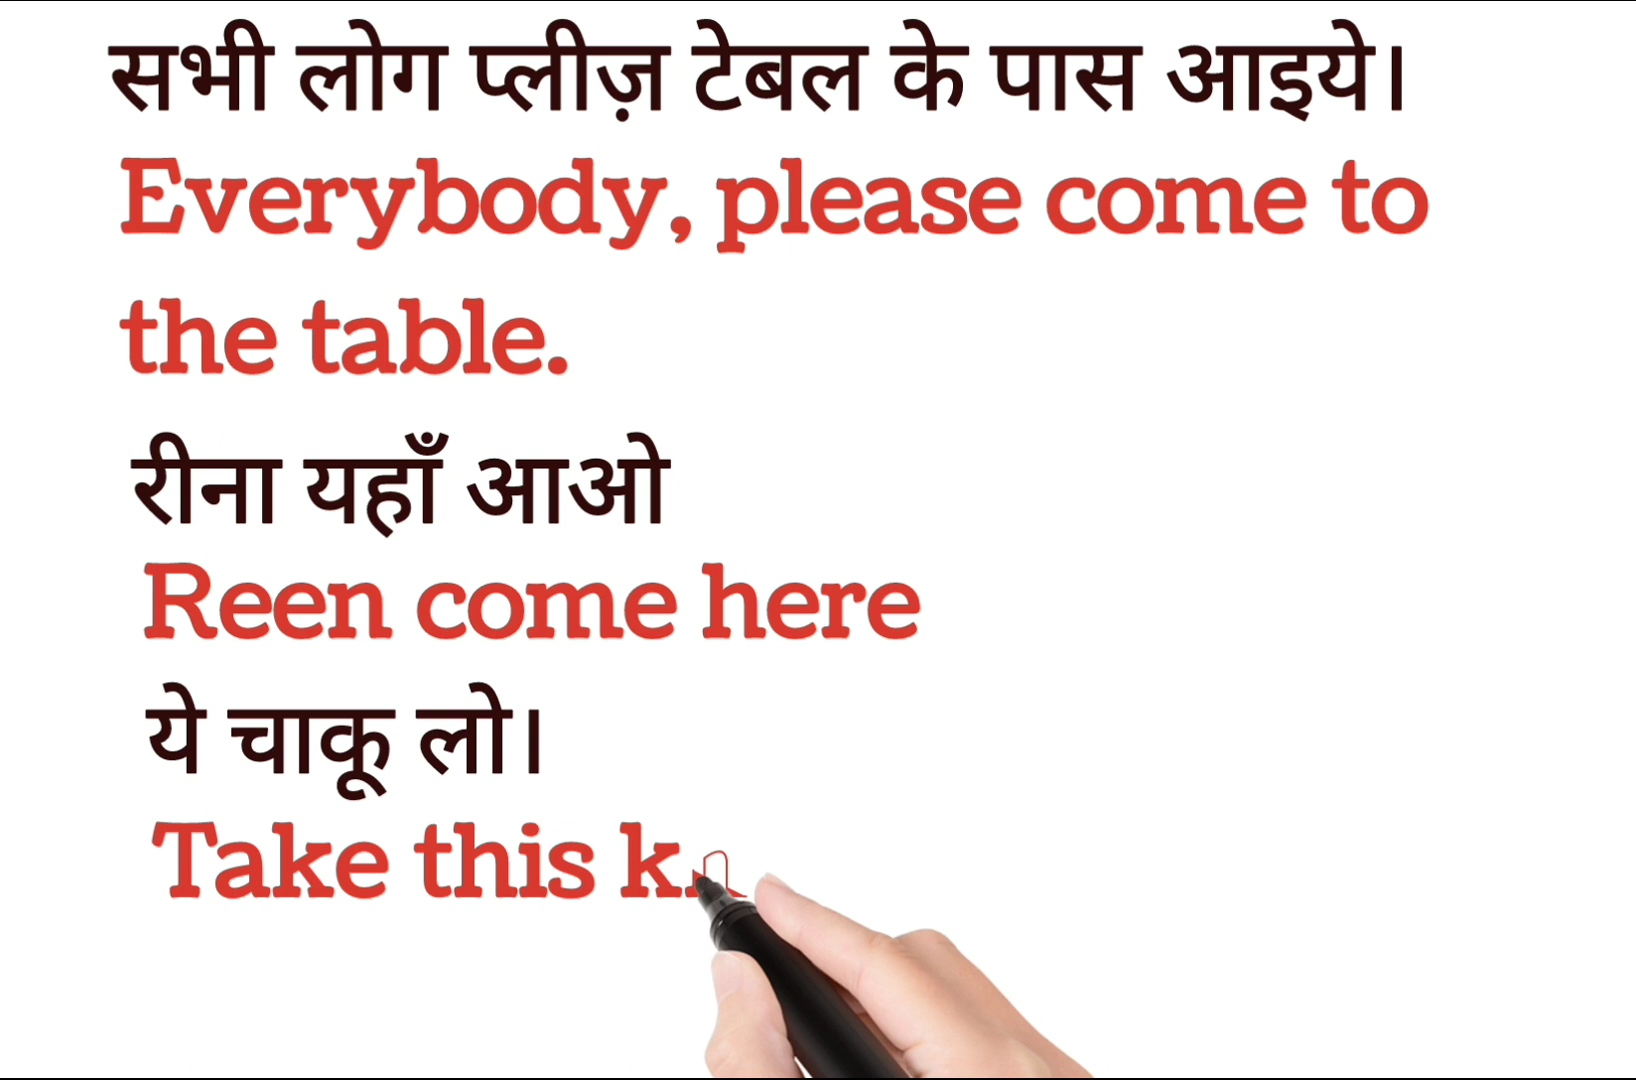 सभी लोग प्लीज़ टेबल के पास आइये।
Everybody, please come to
the table.
रीना यहाँ आओ
Reen come here
ये चाकू लो।
Take this